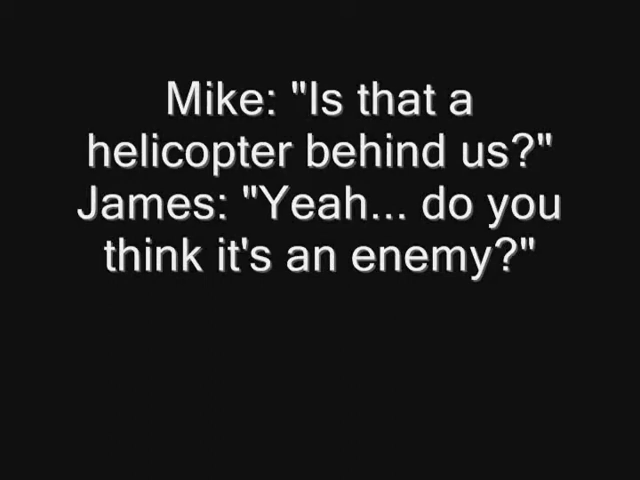 Mike: "Is that a
helicopter behind us?"
James: "Yeah... do you
think it's an enemy?"